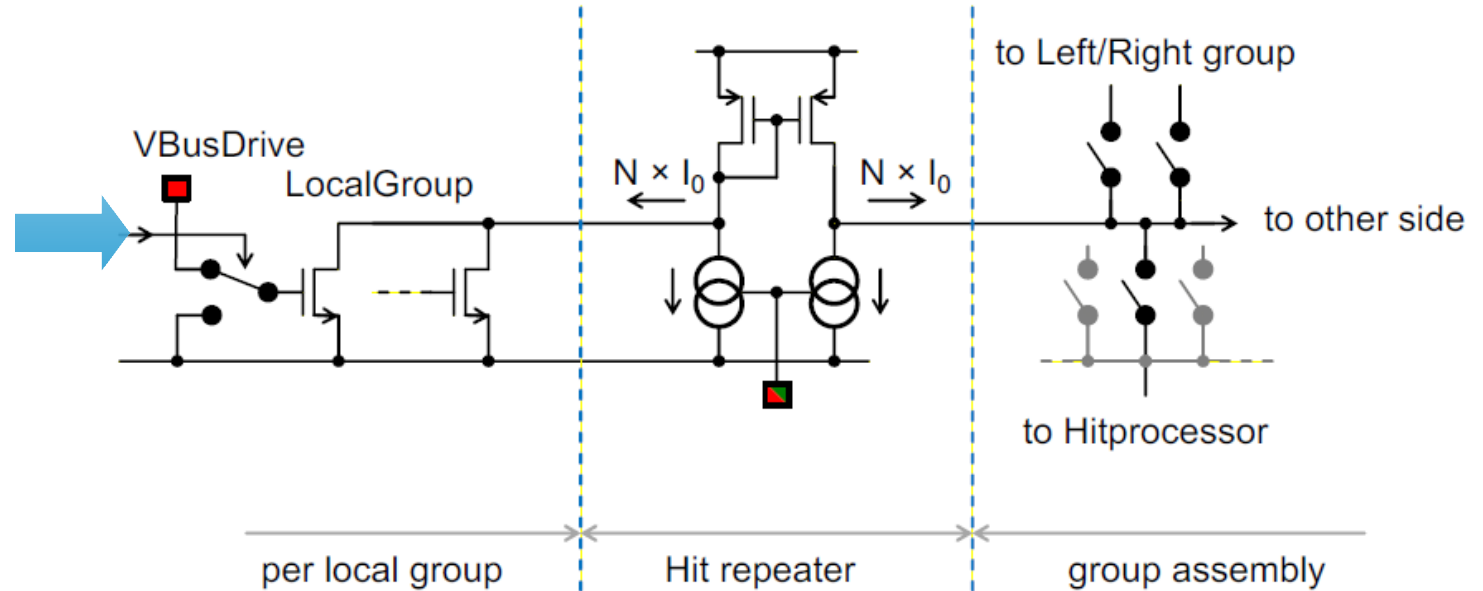 to Left/Right group
VBusDrive
LocalGroup
N × I₀
N × I₀
to other side
to Hitprocessor
per local group
Hit repeater
group assembly